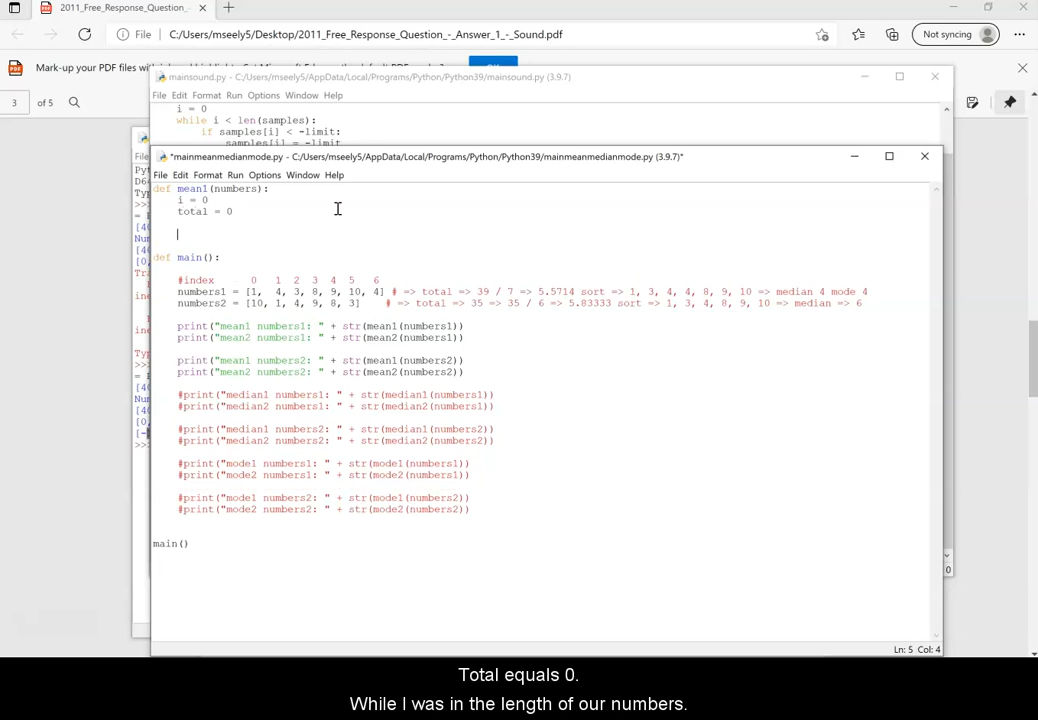 2011_Free_Response_Question_-
File
C:/Users/mseely5/Desktop/2011_Free_Response_Question_-_Answer_1_-_Sound.pdf
Not syncing
Mark-up your PDF files wit
3 of 5
mainsound.py - C:/Users/mseely5/AppData/Local/Programs/Python/Python39/mainsound.py (3.9.7)
File Edit Format Run Options Window Help
i = 0
while i < len(samples):
if samples[i] < -limit:
samples[i] = -limit
*mainmeanmedianmode.py - C:/Users/mseely5/AppData/Local/Programs/Python/Python39/mainmeanmedianmode.py (3.9.7)*
File Edit Format Run Options Window Help
def mean1(numbers):
i = 0
total = 0
def main():
#index 0 1 2 3 4 5 6
numbers1 = [1, 4, 3, 8, 9, 10, 4] # => total => 39 / 7 => 5.5714 sort => 1, 3, 4, 4, 8, 9, 10 => median 4 mode 4
numbers2 = [10, 1, 4, 9, 8, 3] # => total => 35 => 35 / 6 => 5.83333 sort => 1, 3, 4, 8, 9, 10 => median => 6
print("mean1 numbers1: " + str(mean1(numbers1))
print("mean2 numbers1: " + str(mean2(numbers1))
print("mean1 numbers2: " + str(mean1(numbers2))
print("mean2 numbers2: " + str(mean2(numbers2))
#print("median1 numbers1: " + str(median1(numbers1))
#print("median2 numbers1: " + str(median2(numbers1))
#print("median1 numbers2: " + str(median1(numbers2))
#print("median2 numbers2: " + str(median2(numbers2))
#print("mode1 numbers1: " + str(mode1(numbers1))
#print("mode2 numbers1: " + str(mode2(numbers1))
#print("mode1 numbers2: " + str(mode1(numbers2))
#print("mode2 numbers2: " + str(mode2(numbers2))
main()
Ln: 5 Col: 4
Total equals 0.
While I was in the length of our numbers.